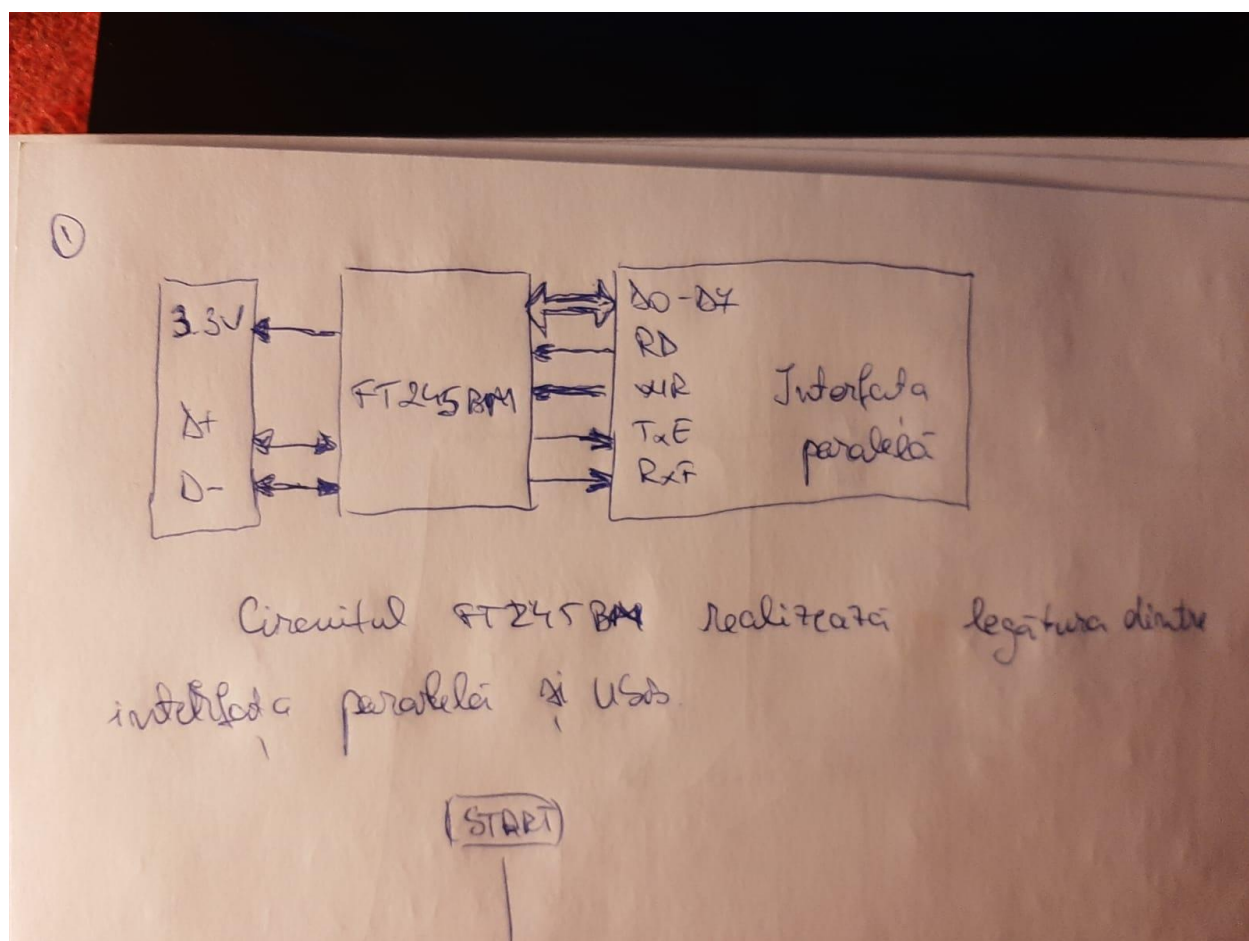 1
3.3V
D+
D-
FT245BM
D0-D7
RD
WR
TxE
RxF
Interfata
paralelă
Circuitul FT245BM realizează legătura dintre
interfața paralelă și USB.
START